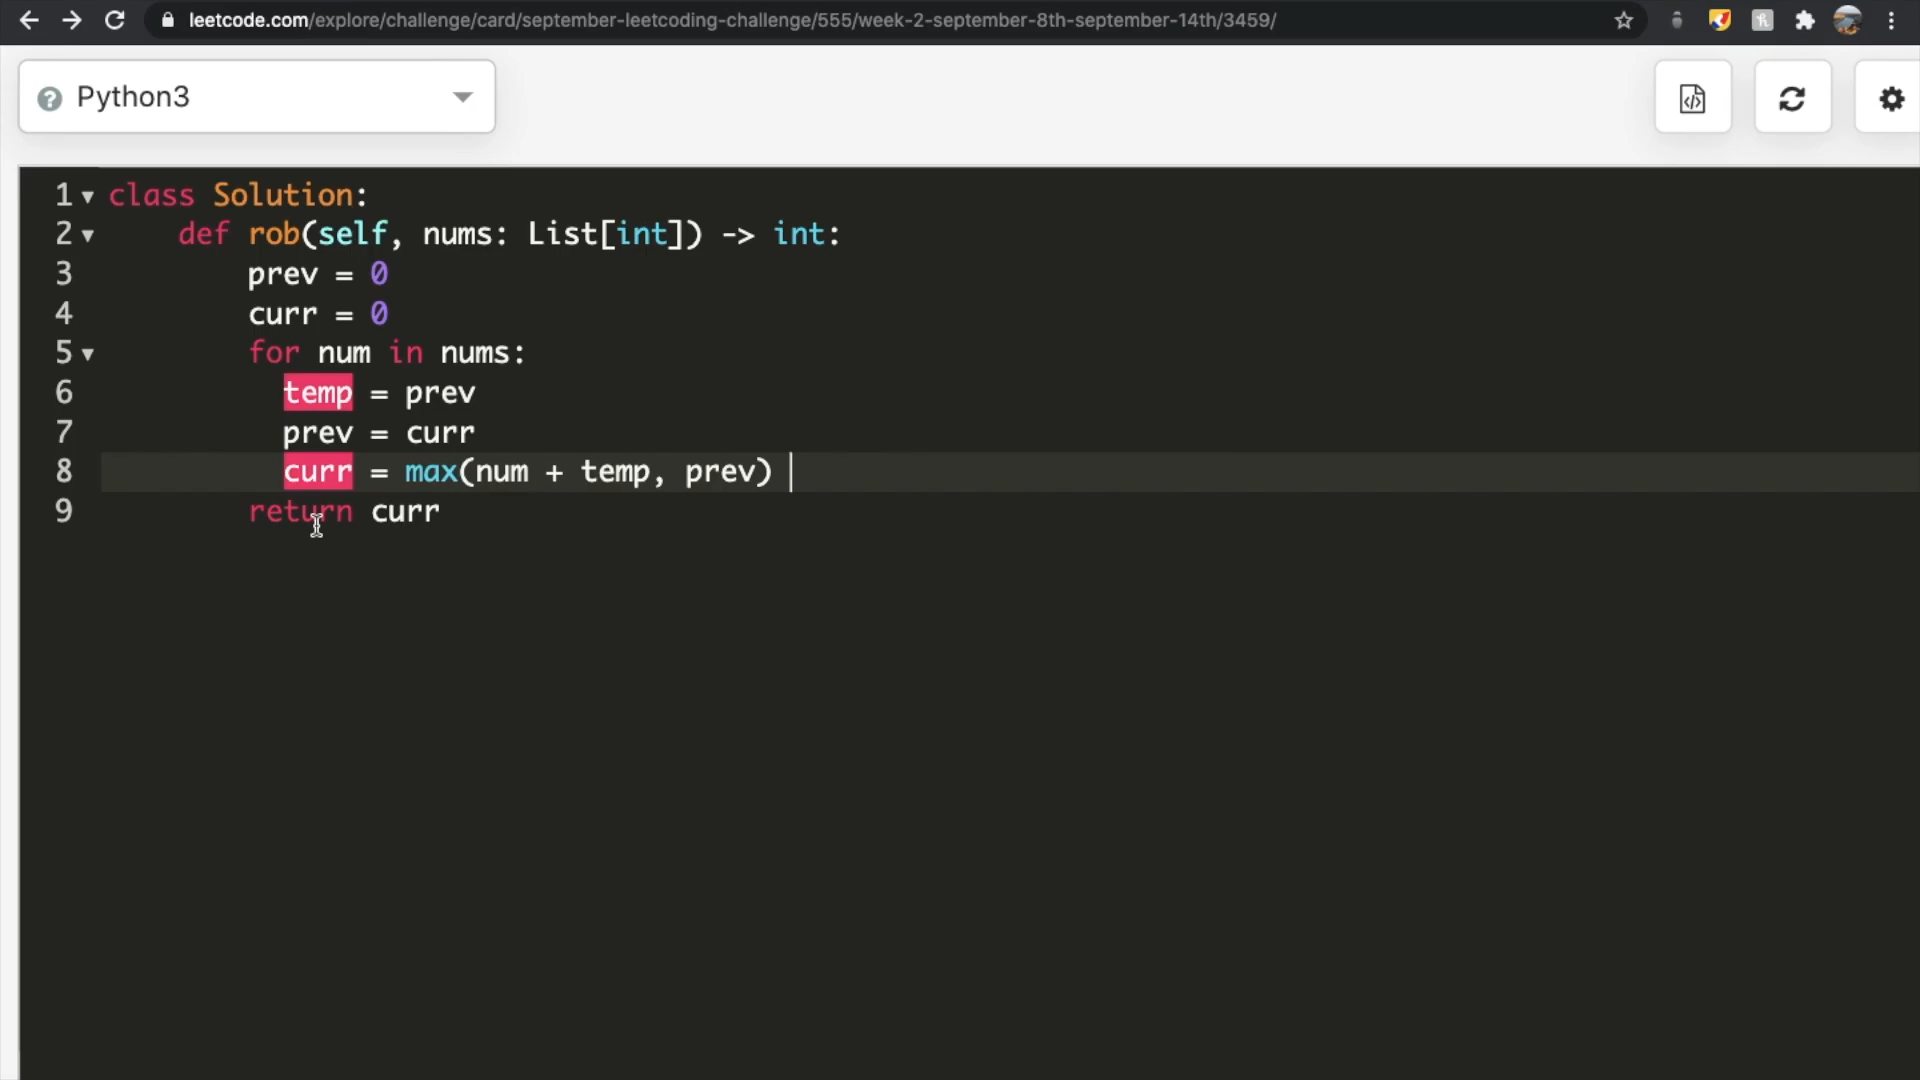 leetcode.com/explore/challenge/card/september-leetcoding-challenge/555/week-2-september-8th-september-14th/3459/
Python3
1 class Solution:
2 def rob(self, nums: List[int]) -> int:
3 prev = 0
4 curr = 0
5 for num in nums:
6 temp = prev
7 prev = curr
8 curr = max(num + temp, prev)
9 return curr